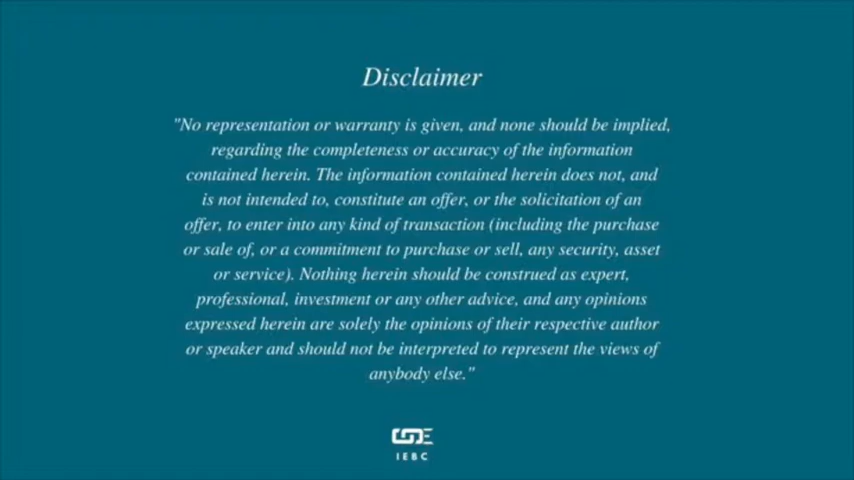 Disclaimer
"No representation or warranty is given, and none should be implied,
regarding the completeness or accuracy of the information
contained herein. The information contained herein does not, and
is not intended to, constitute an offer, or the solicitation of an
offer, to enter into any kind of transaction (including the purchase
or sale of, or a commitment to purchase or sell, any security, asset
or service). Nothing herein should be construed as expert,
professional, investment or any other advice, and any opinions
expressed herein are solely the opinions of their respective author
or speaker and should not be interpreted to represent the views of
anybody else."
IEBC